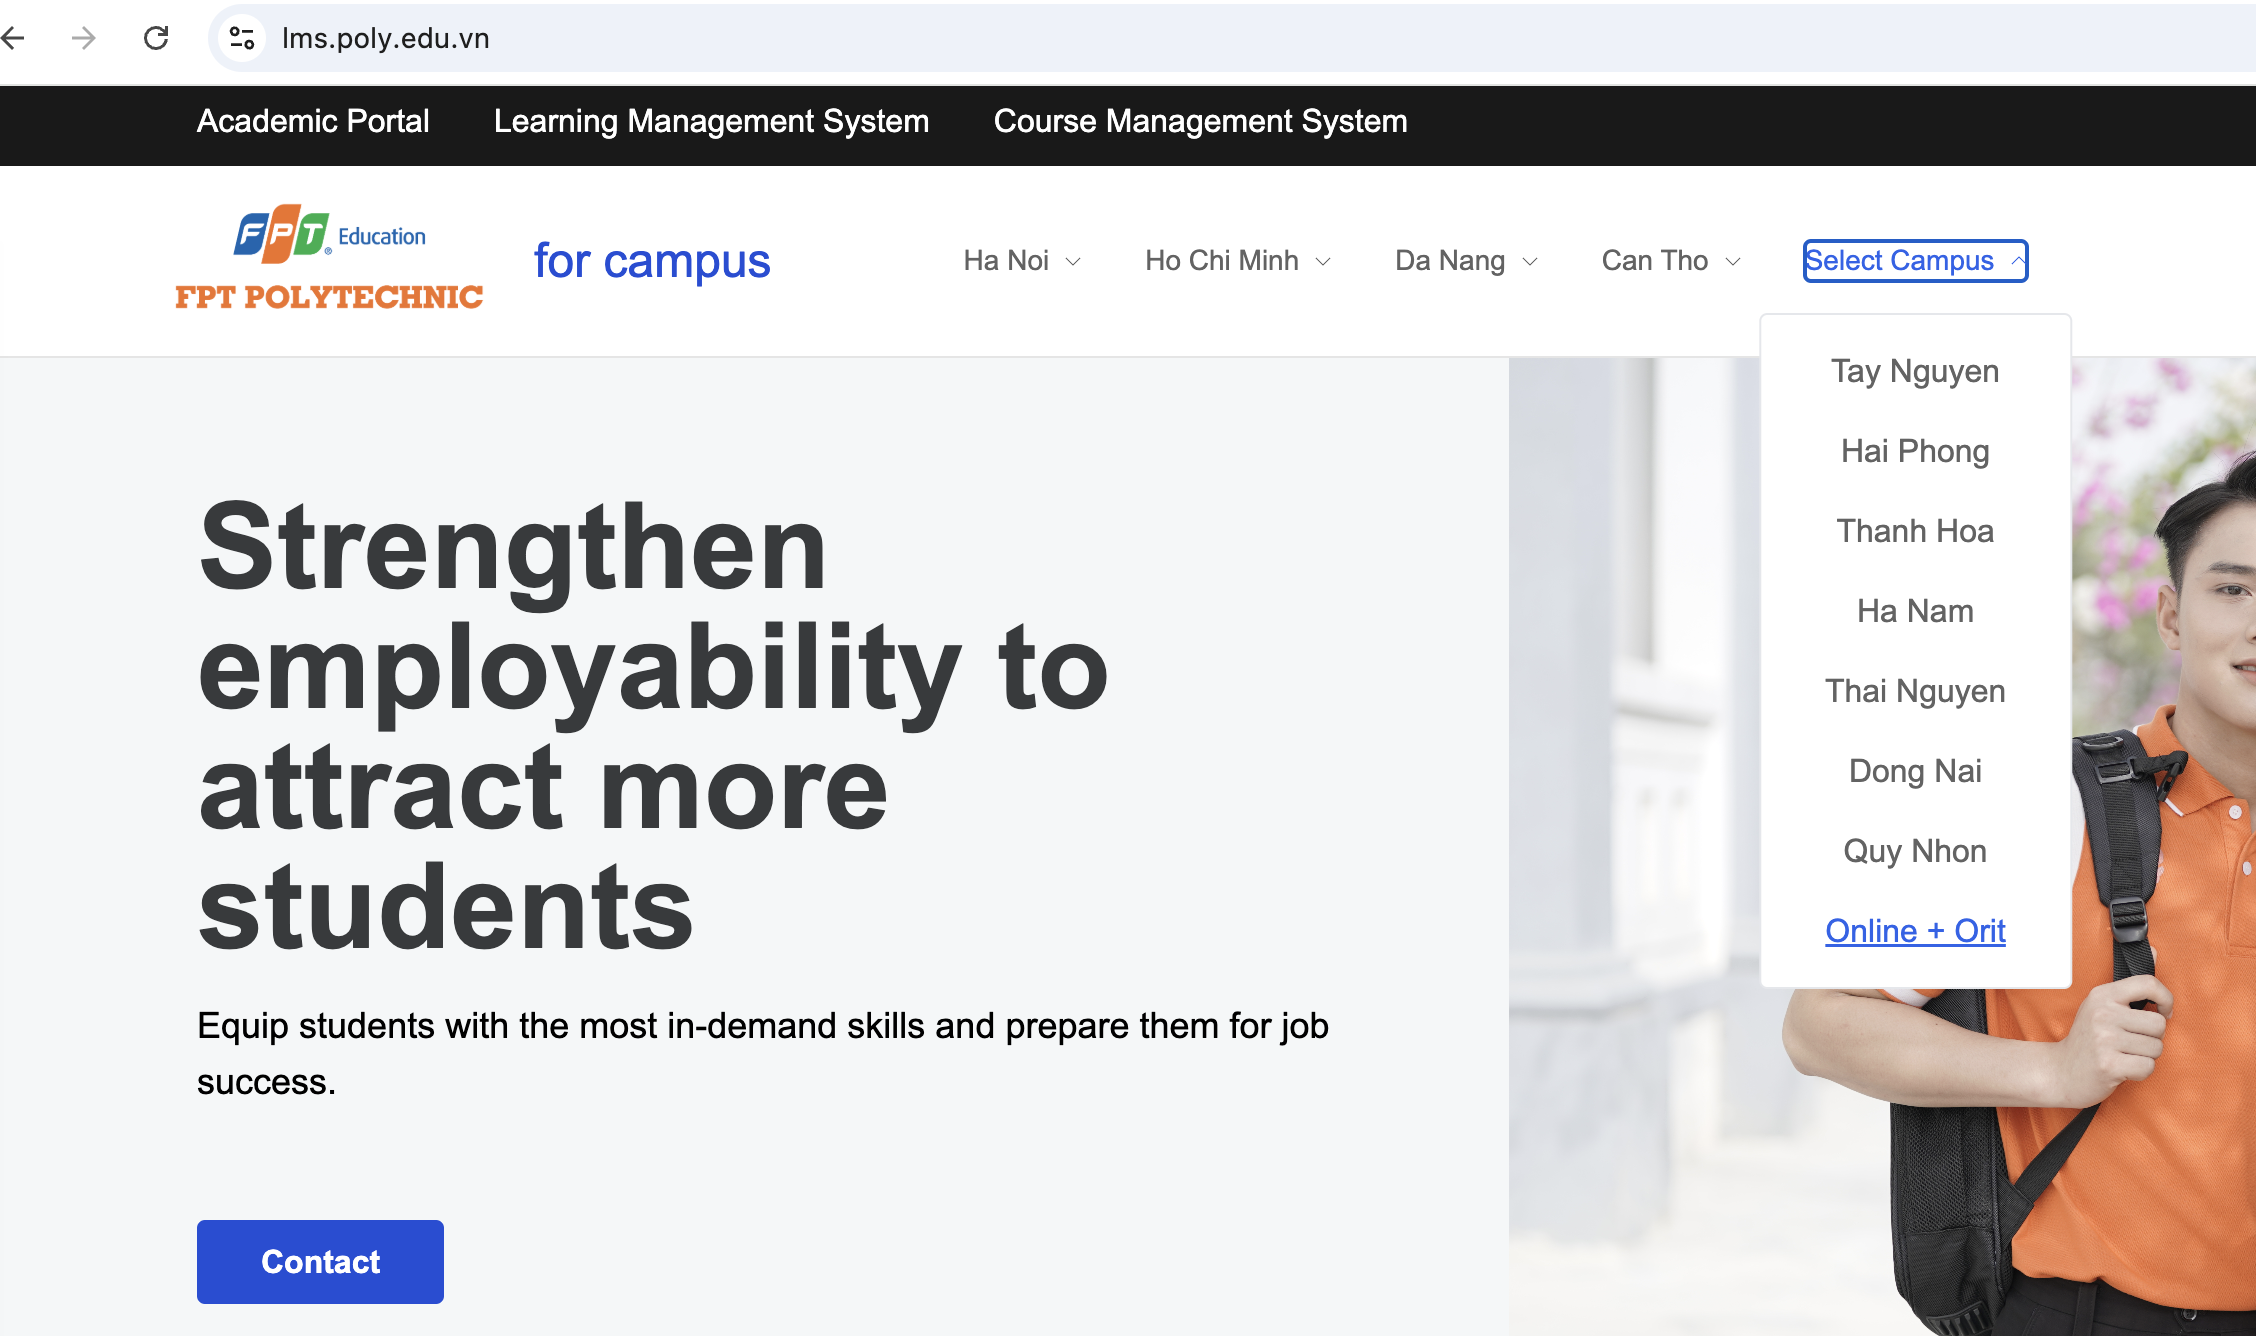 lms.poly.edu.vn
Academic Portal Learning Management System Course Management System
FPT® Education
FPT POLYTECHNIC
for campus
Ha Noi Ho Chi Minh Da Nang Can Tho Select Campus
Tay Nguyen
Hai Phong
Thanh Hoa
Ha Nam
Thai Nguyen
Dong Nai
Quy Nhon
Online + Orit
Strengthen
employability to
attract more
students
Equip students with the most in-demand skills and prepare them for job
success.
Contact